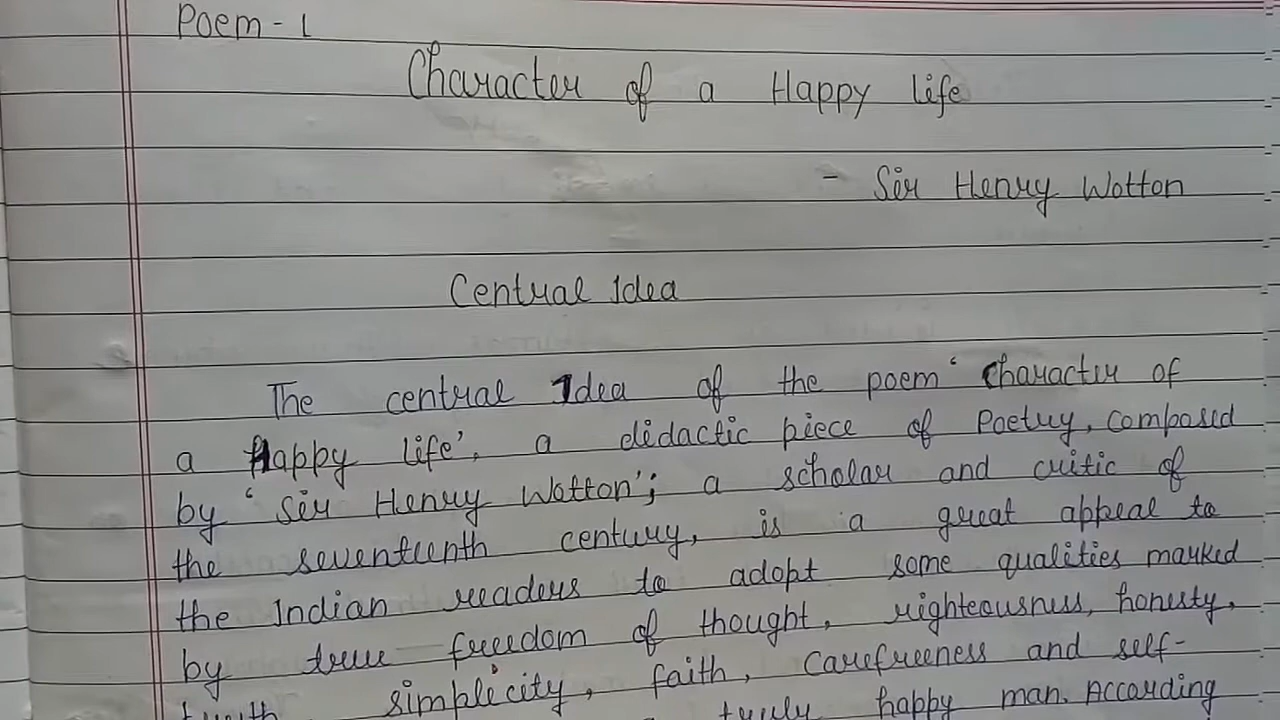 Poem - 1
Character of a Happy life
- Sir Henry Wotton
Central Idea
The central Idea of the poem ' Character of
a Happy life', a didactic piece of Poetry, composed
by 'Sir Henry Wotton'; a scholar and critic of
the seventeenth century, is a great appeal to
the Indian readers to adopt some qualities marked
by true freedom of thought, righteousness, honesty,
simplicity, faith, carefreeness and self-
truly happy man. According